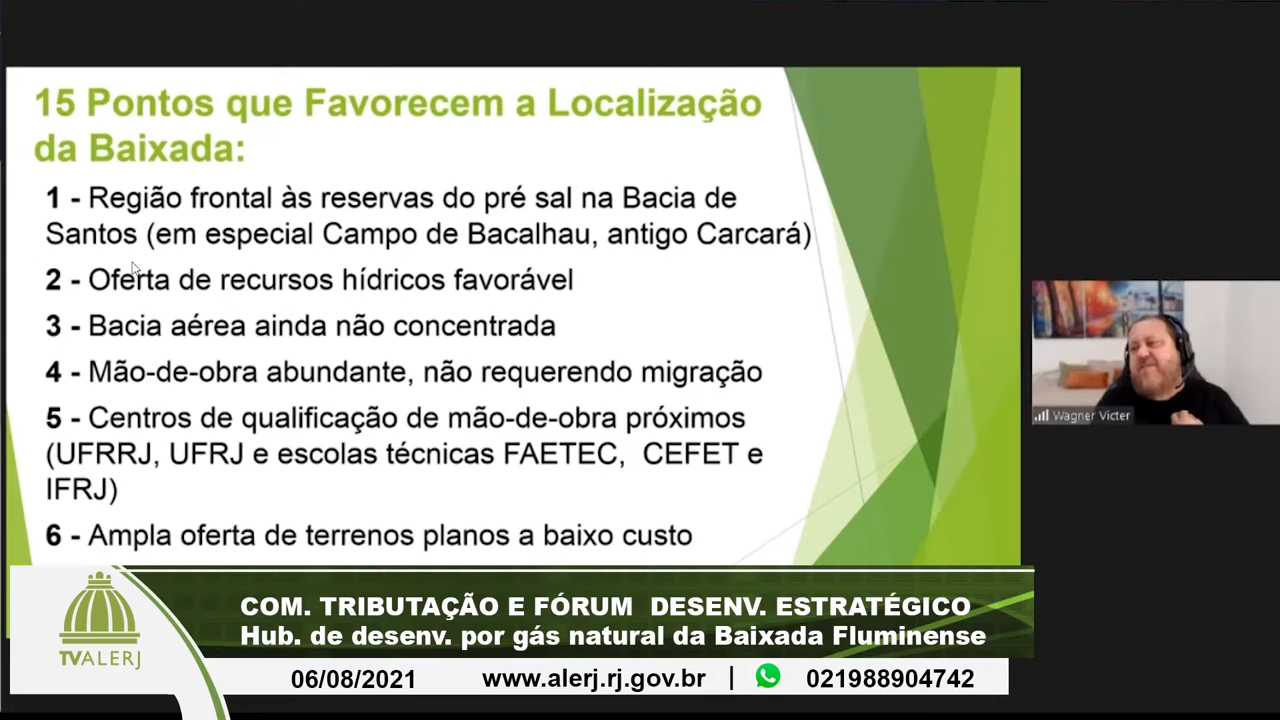 15 Pontos que Favorecem a Localização
da Baixada:
1 - Região frontal às reservas do pré sal na Bacia de
Santos (em especial Campo de Bacalhau, antigo Carcará)
2 - Oferta de recursos hídricos favorável
3 - Bacia aérea ainda não concentrada
4 - Mão-de-obra abundante, não requerendo migração
5 - Centros de qualificação de mão-de-obra próximos
(UFRRJ, UFRJ e escolas técnicas FAETEC, CEFET e
IFRJ)
6 - Ampla oferta de terrenos planos a baixo custo
Wagner Victer
COM. TRIBUTAÇÃO E FÓRUM DESENV. ESTRATÉGICO
Hub. de desenv. por gás natural da Baixada Fluminense
TVALERJ
06/08/2021 www.alerj.rj.gov.br | 021988904742